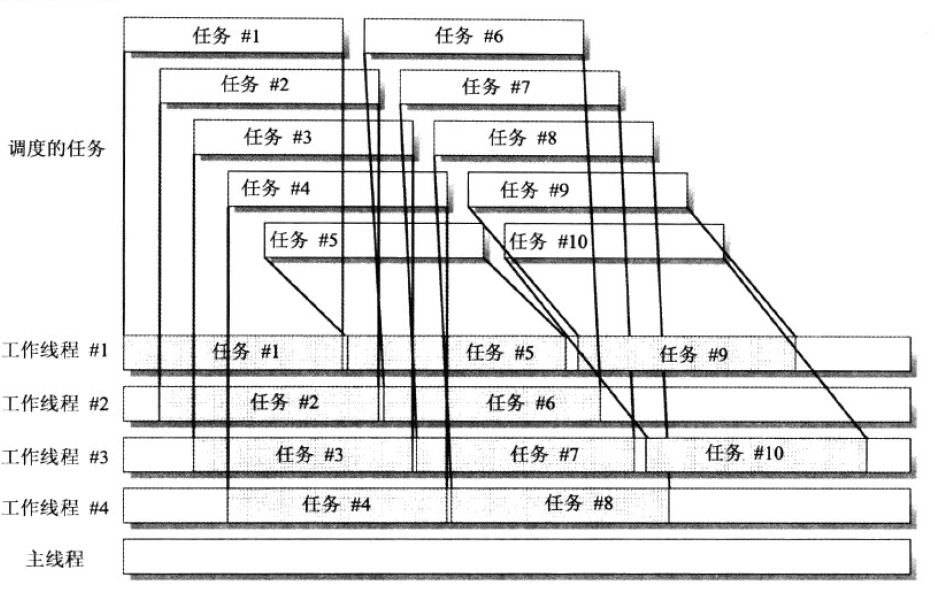 任务 #1 任务 #6
任务 #2 任务 #7
调度的任务 任务 #3 任务 #8
任务 #4 任务 #9
任务 #5 任务 #10
工作线程 #1 任务 #1 任务 #5 任务 #9
工作线程 #2 任务 #2 任务 #6
工作线程 #3 任务 #3 任务 #7 任务 #10
工作线程 #4 任务 #4 任务 #8
主线程